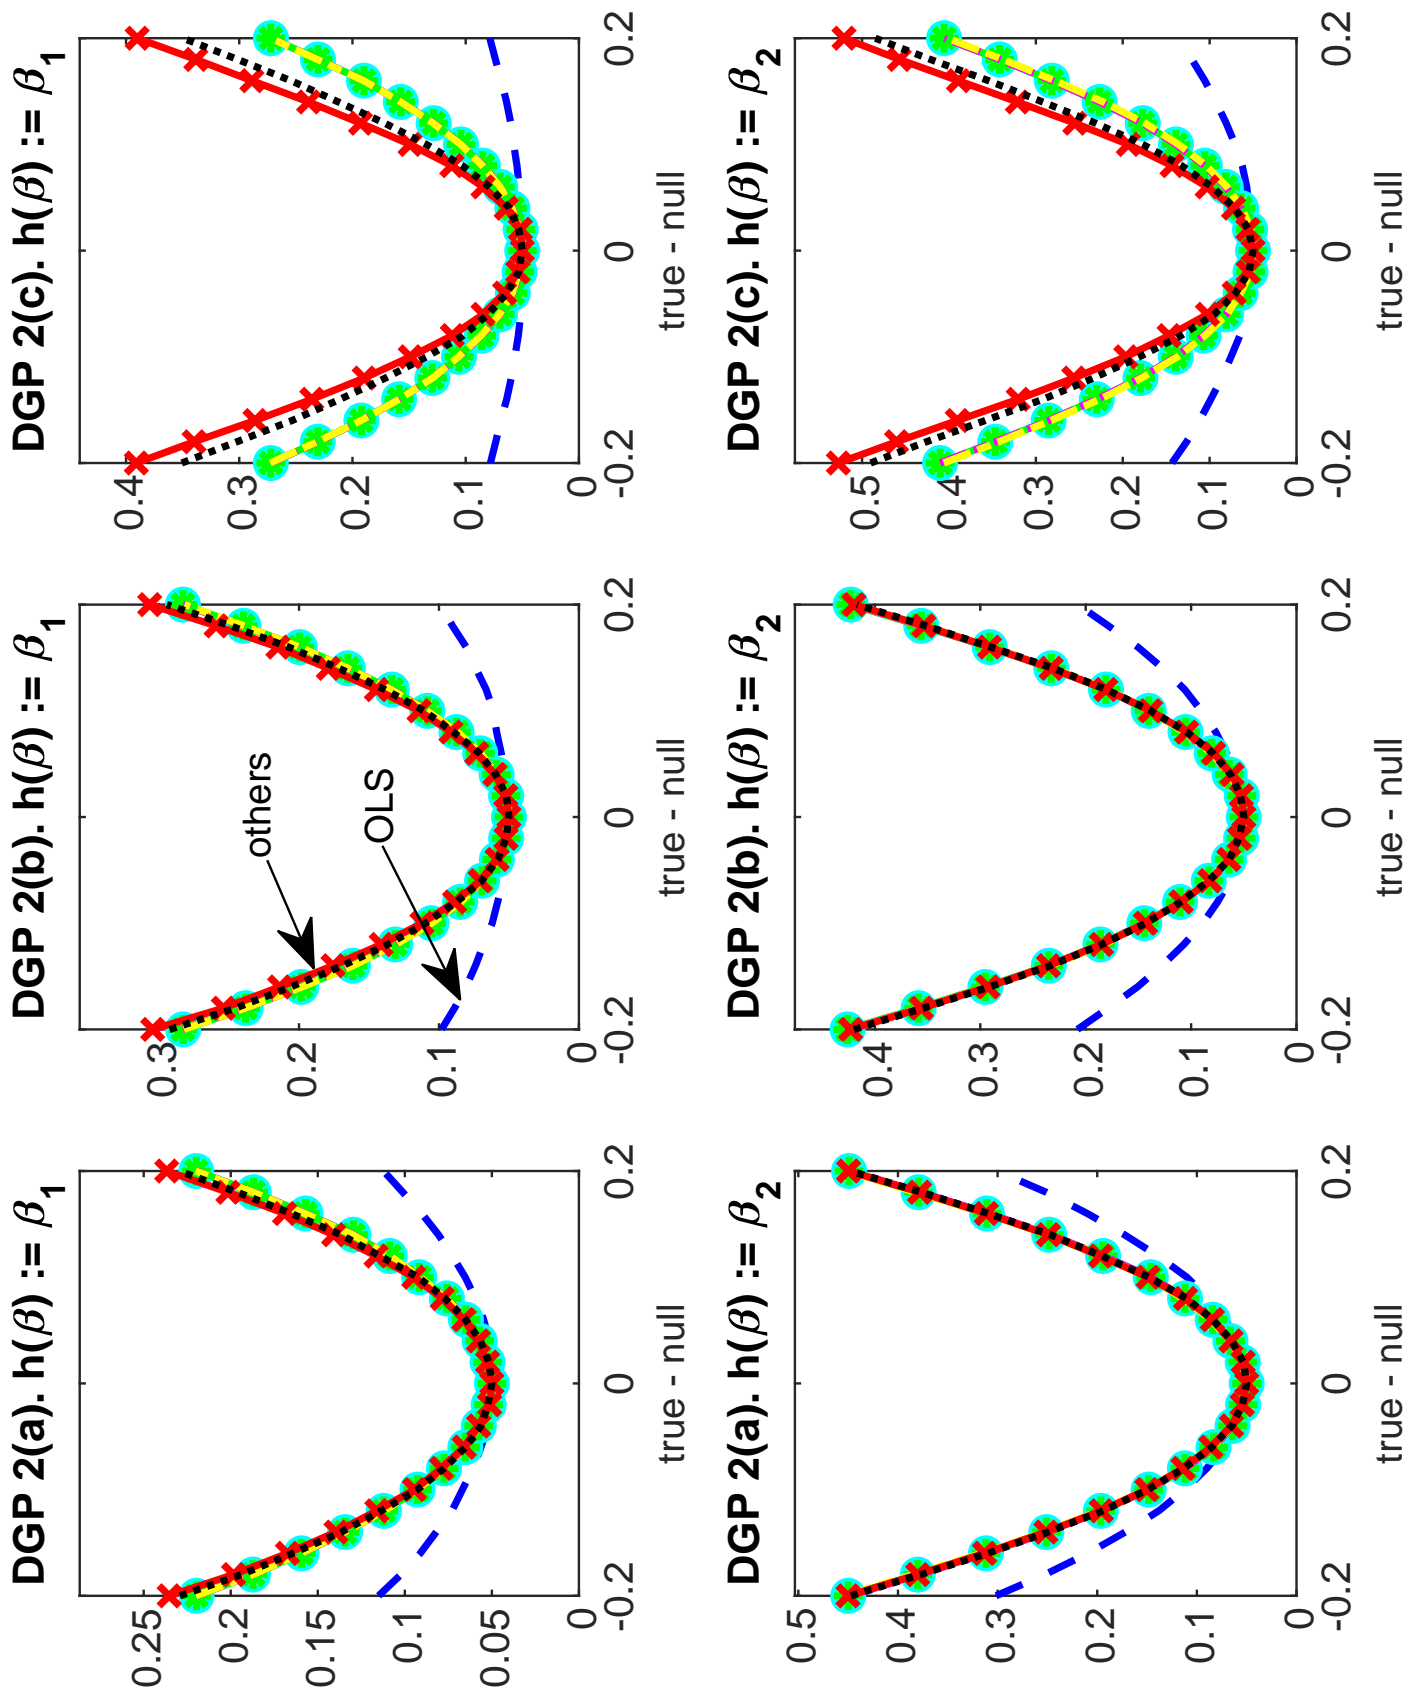 DGP 2(a). h(β) := β1
0.25
0.2
0.15
0.1
0.05
0
-0.2 0 0.2
true - null
DGP 2(b). h(β) := β1
0.3
0.2
0.1
0
others
OLS
-0.2 0 0.2
true - null
DGP 2(c). h(β) := β1
0.4
0.3
0.2
0.1
0
-0.2 0 0.2
true - null
DGP 2(a). h(β) := β2
0.5
0.4
0.3
0.2
0.1
0
-0.2 0 0.2
true - null
DGP 2(b). h(β) := β2
0.4
0.3
0.2
0.1
0
-0.2 0 0.2
true - null
DGP 2(c). h(β) := β2
0.5
0.4
0.3
0.2
0.1
0
-0.2 0 0.2
true - null